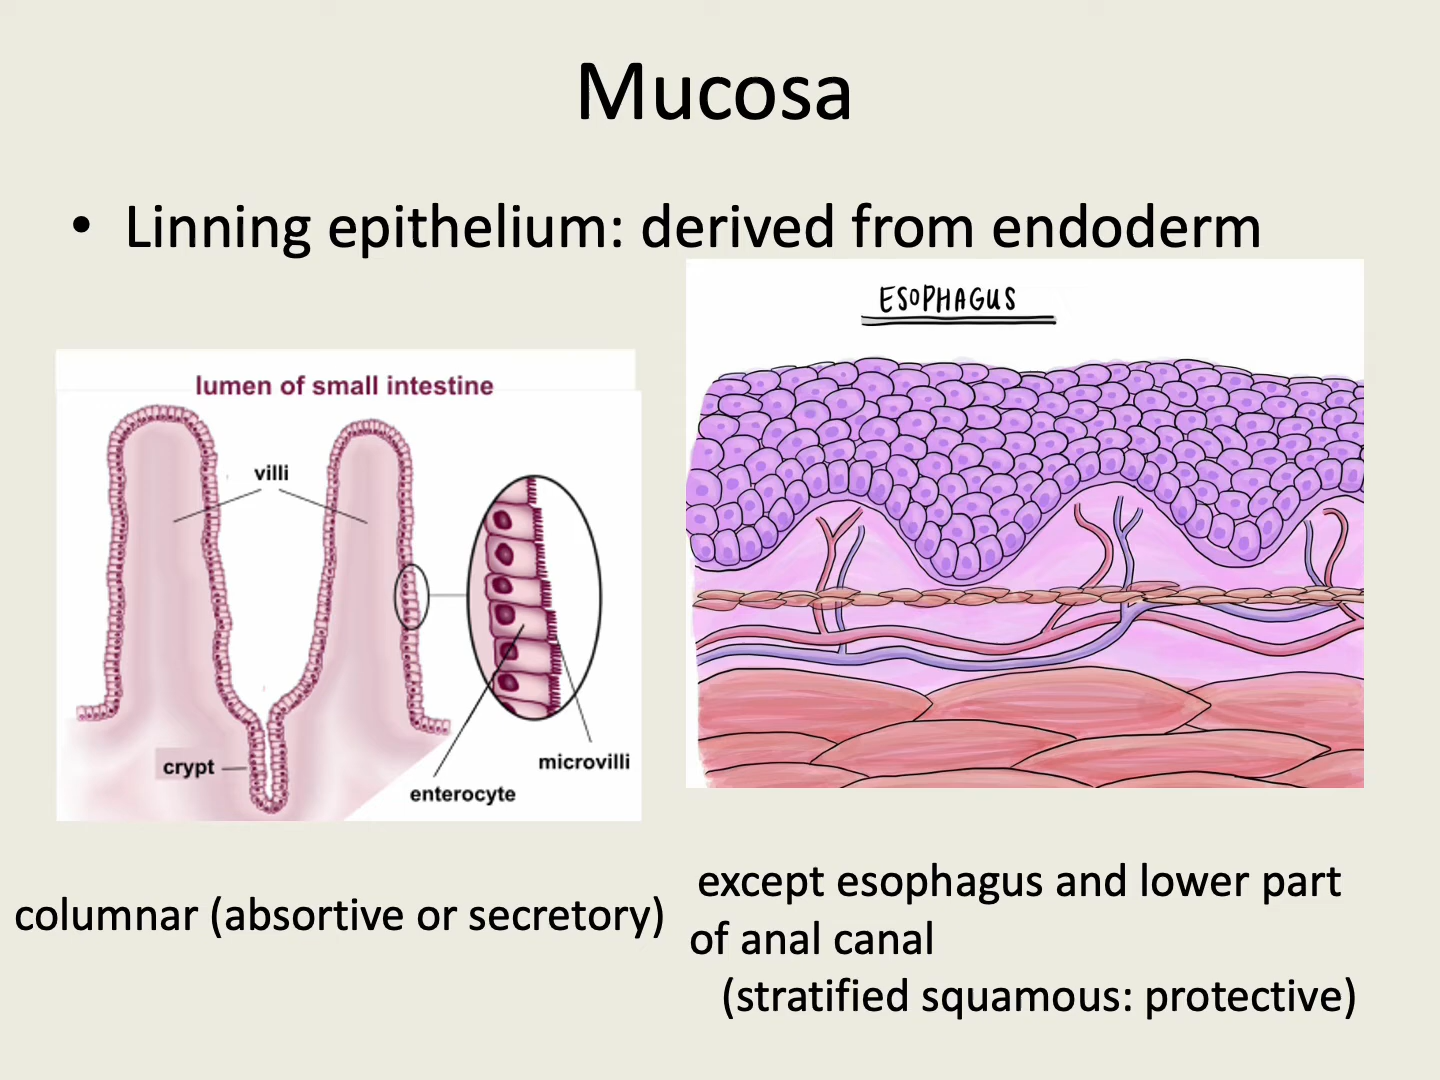 Mucosa
• Linning epithelium: derived from endoderm
lumen of small intestine
villi
crypt
enterocyte
microvilli
ESOPHAGUS
columnar (absortive or secretory)
except esophagus and lower part
of anal canal
(stratified squamous: protective)